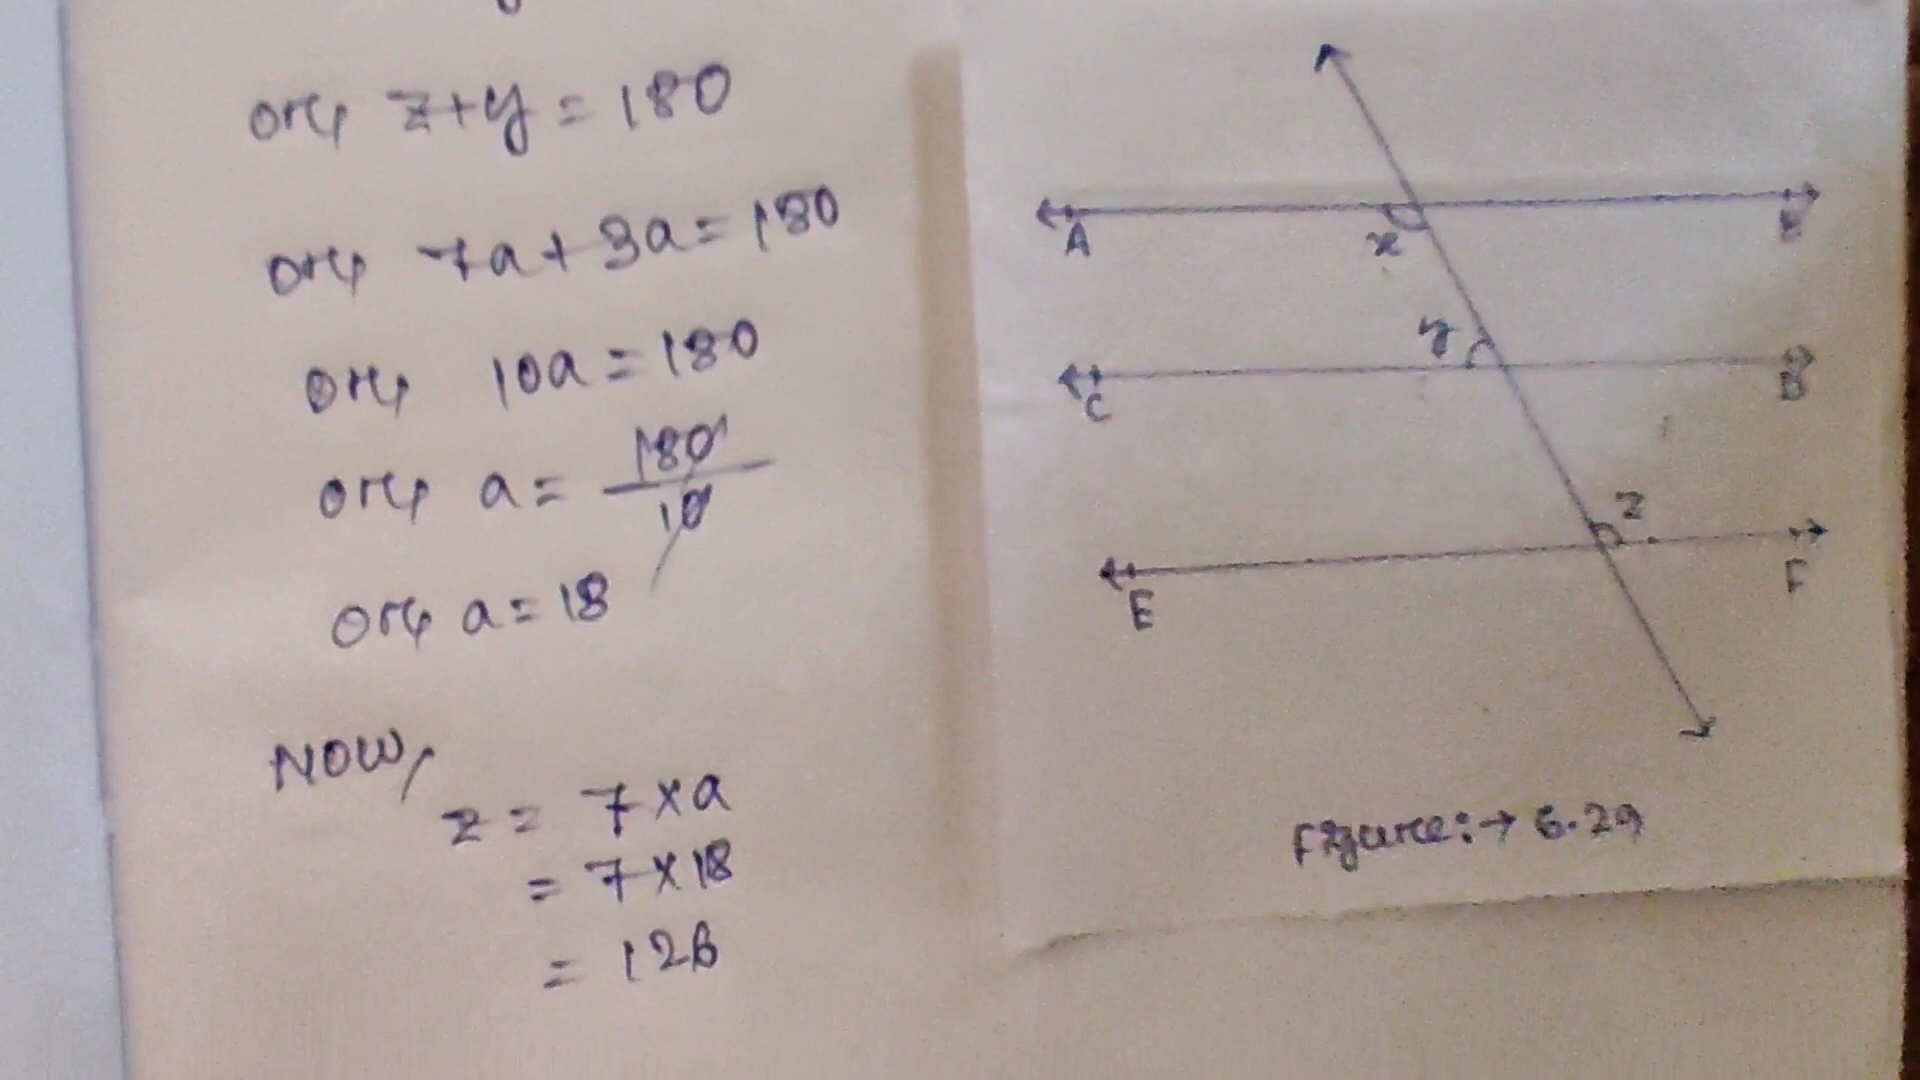 or, z+y = 180
or, 7a+3a=180
or, 10a=180
or, a= 180/10
or, a=18
Now,
z = 7×a
= 7×18
= 126
A
x
y
C
D
z
E
F
Figure:→ 6.29